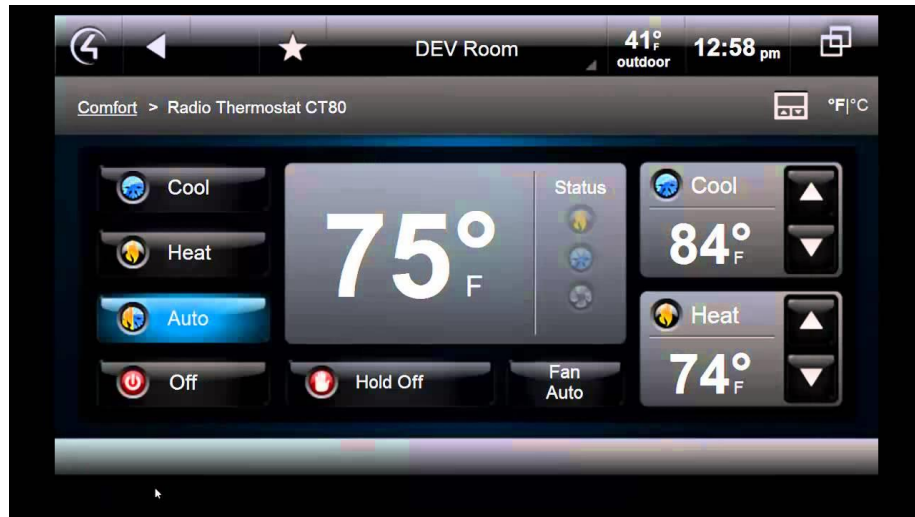 DEV Room
41°F
outdoor
12:58 pm
Comfort > Radio Thermostat CT80
°F|°C
Cool
Heat
Auto
Off
75°F
Status
Hold Off
Fan
Auto
Cool
84°F
Heat
74°F